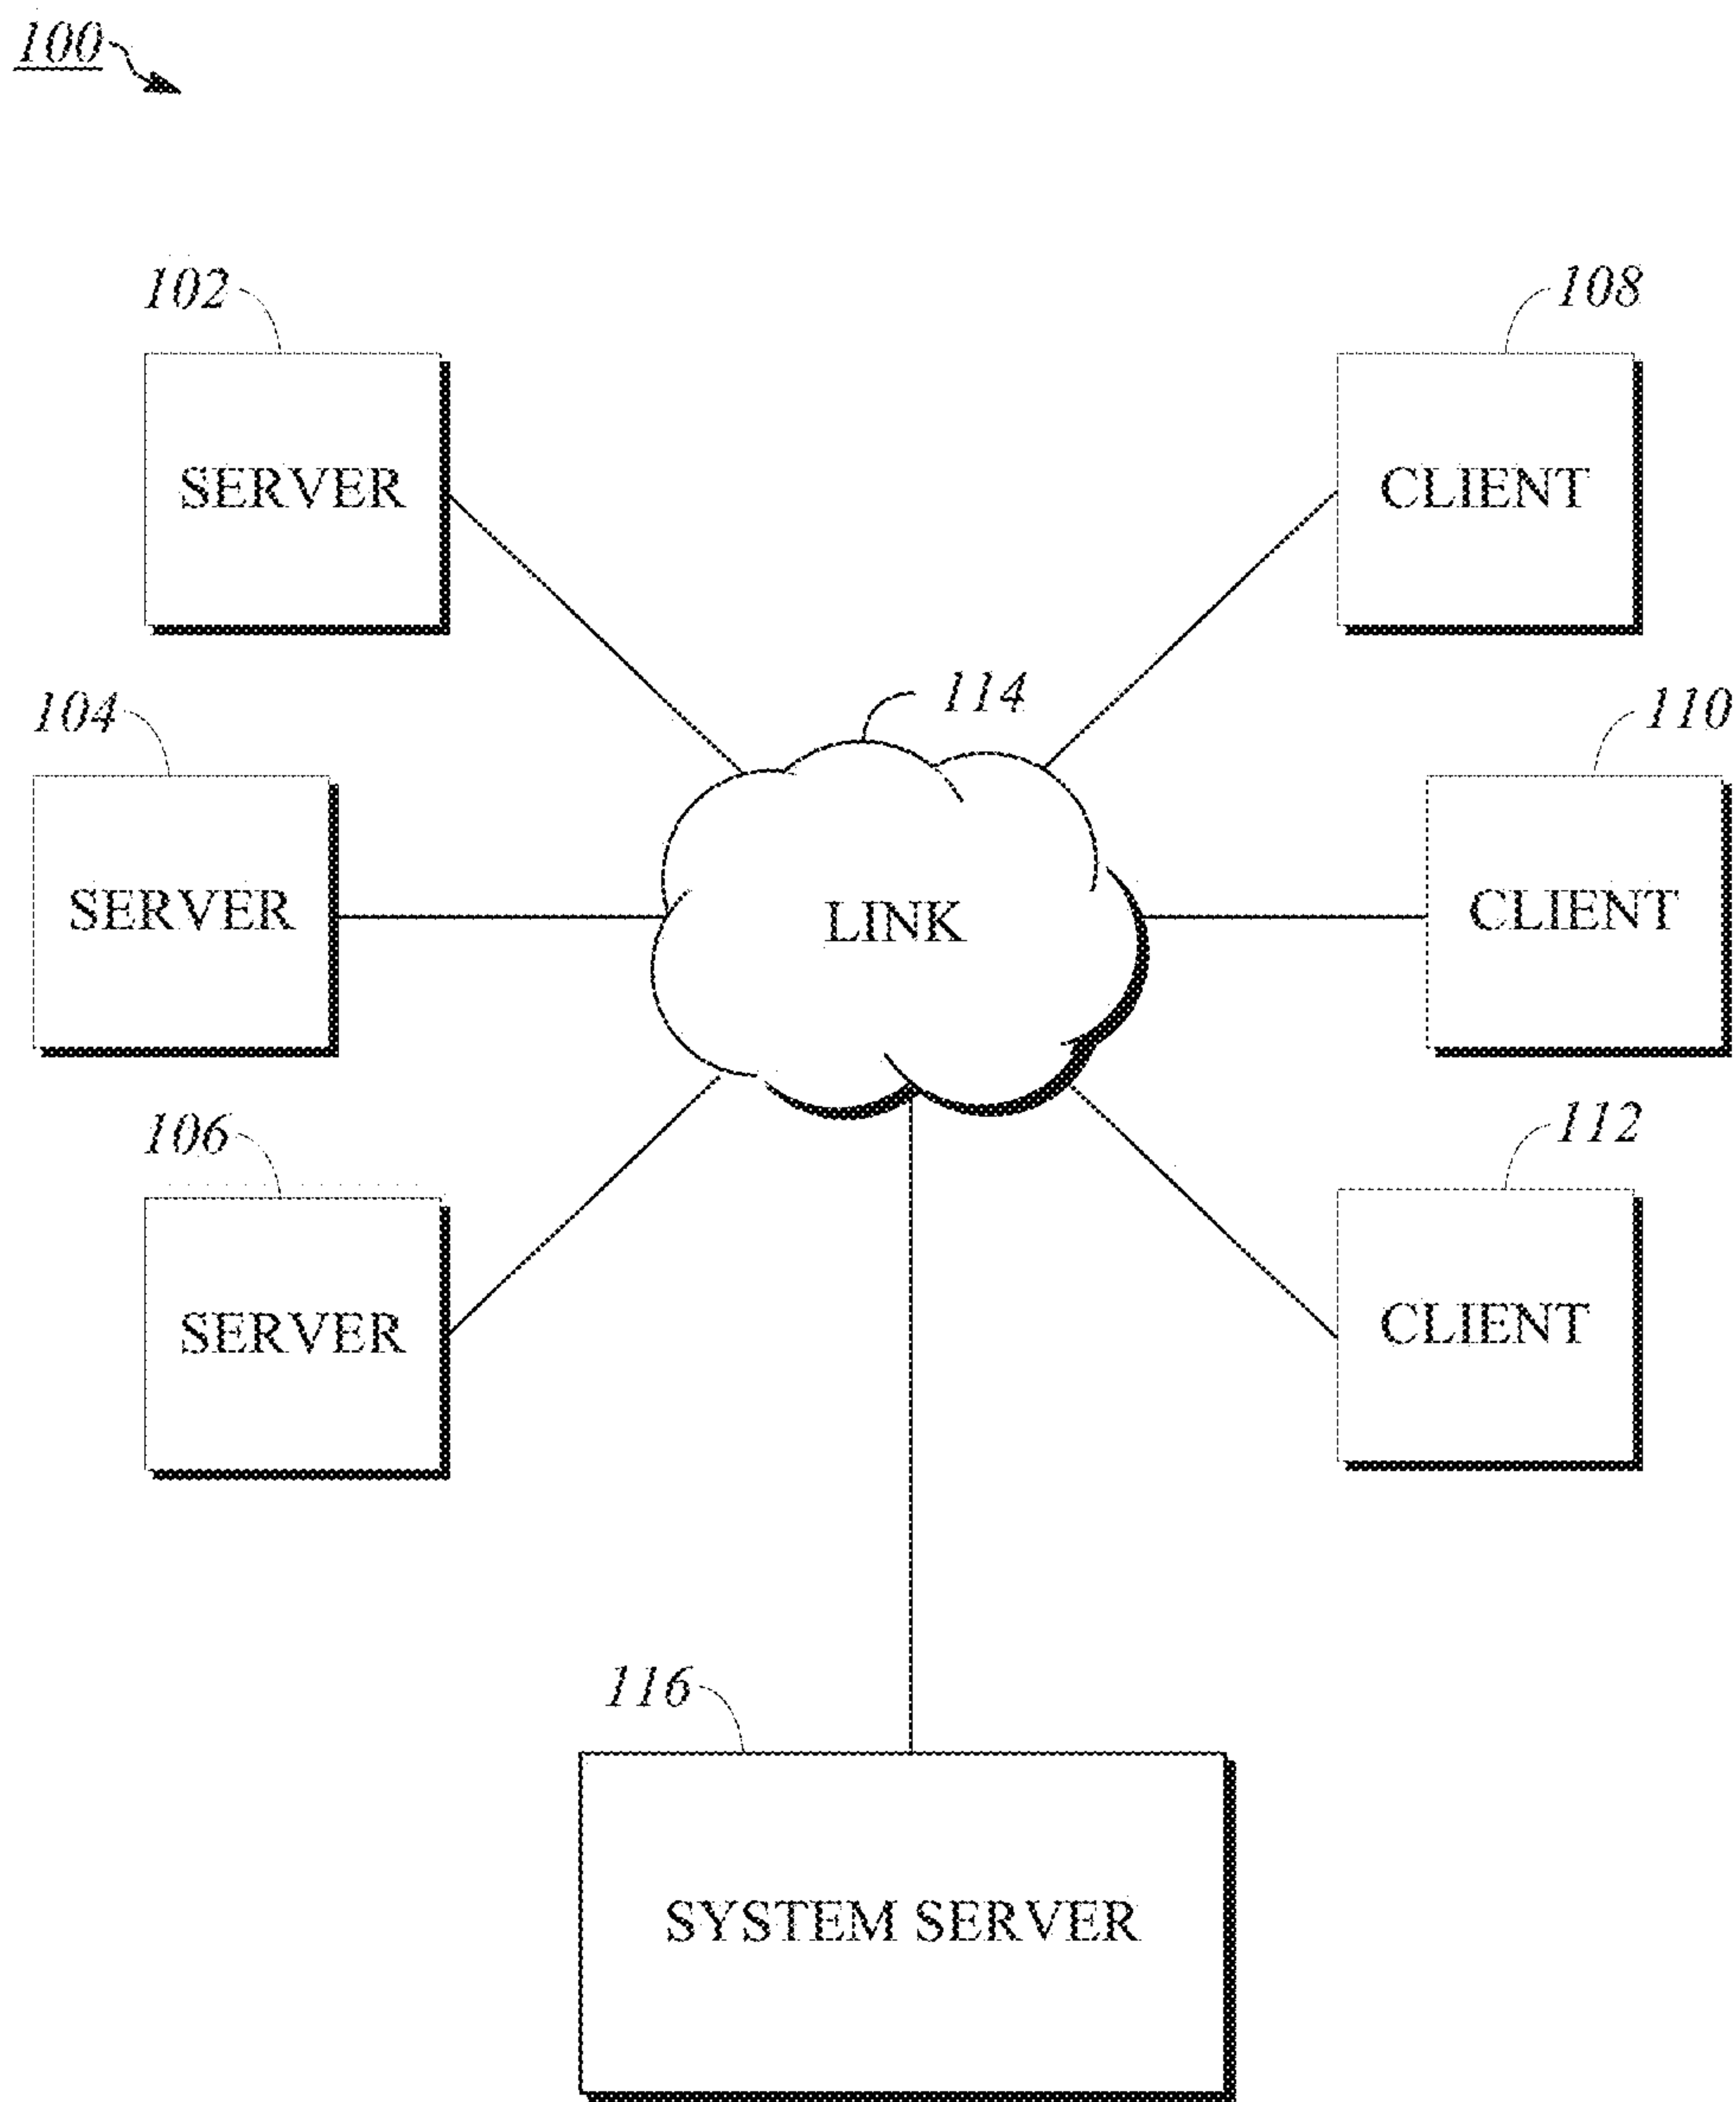 100
102
108
SERVER
CLIENT
104
114
110
SERVER
LINK
CLIENT
106
112
SERVER
CLIENT
116
SYSTEM SERVER